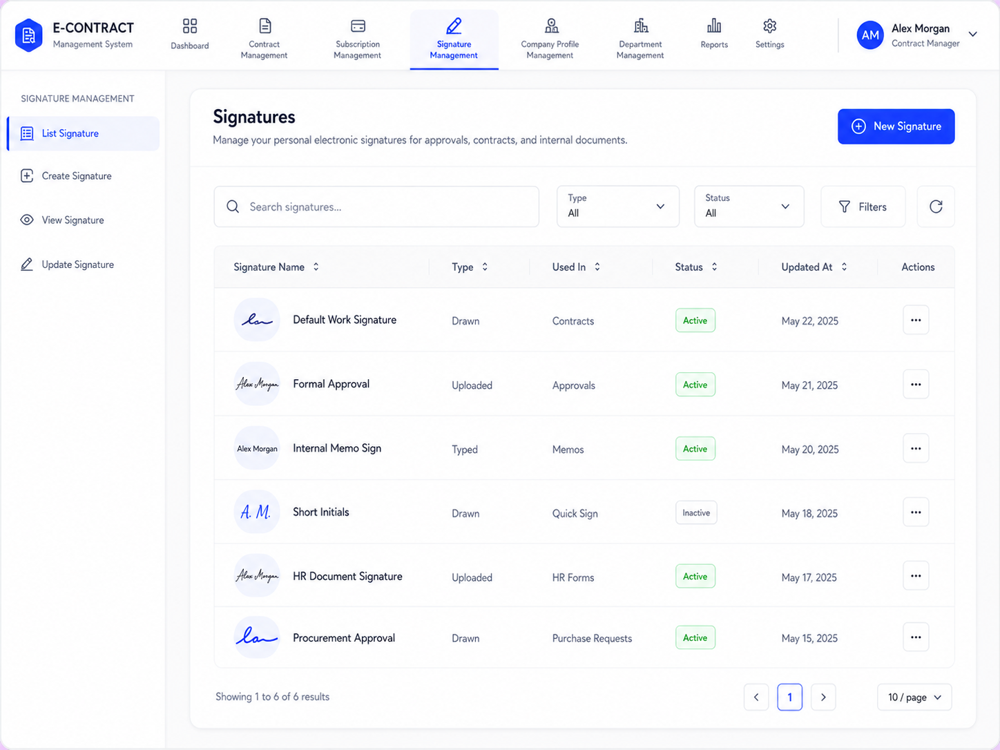 E-CONTRACT
Management System
Dashboard
Contract
Management
Subscription
Management
Signature
Management
Company Profile
Management
Department
Management
Reports
Settings
AM
Alex Morgan
Contract Manager
SIGNATURE MANAGEMENT
List Signature
Create Signature
View Signature
Update Signature
Signatures
Manage your personal electronic signatures for approvals, contracts, and internal documents.
New Signature
Search signatures...
Type
All
Status
All
Filters
Signature Name Type Used In Status Updated At Actions
Default Work Signature Drawn Contracts Active May 22, 2025
Alex Morgan Formal Approval Uploaded Approvals Active May 21, 2025
Alex Morgan Internal Memo Sign Typed Memos Active May 20, 2025
A. M. Short Initials Drawn Quick Sign Inactive May 18, 2025
Alex Morgan HR Document Signature Uploaded HR Forms Active May 17, 2025
Procurement Approval Drawn Purchase Requests Active May 15, 2025
Showing 1 to 6 of 6 results
1
10 / page